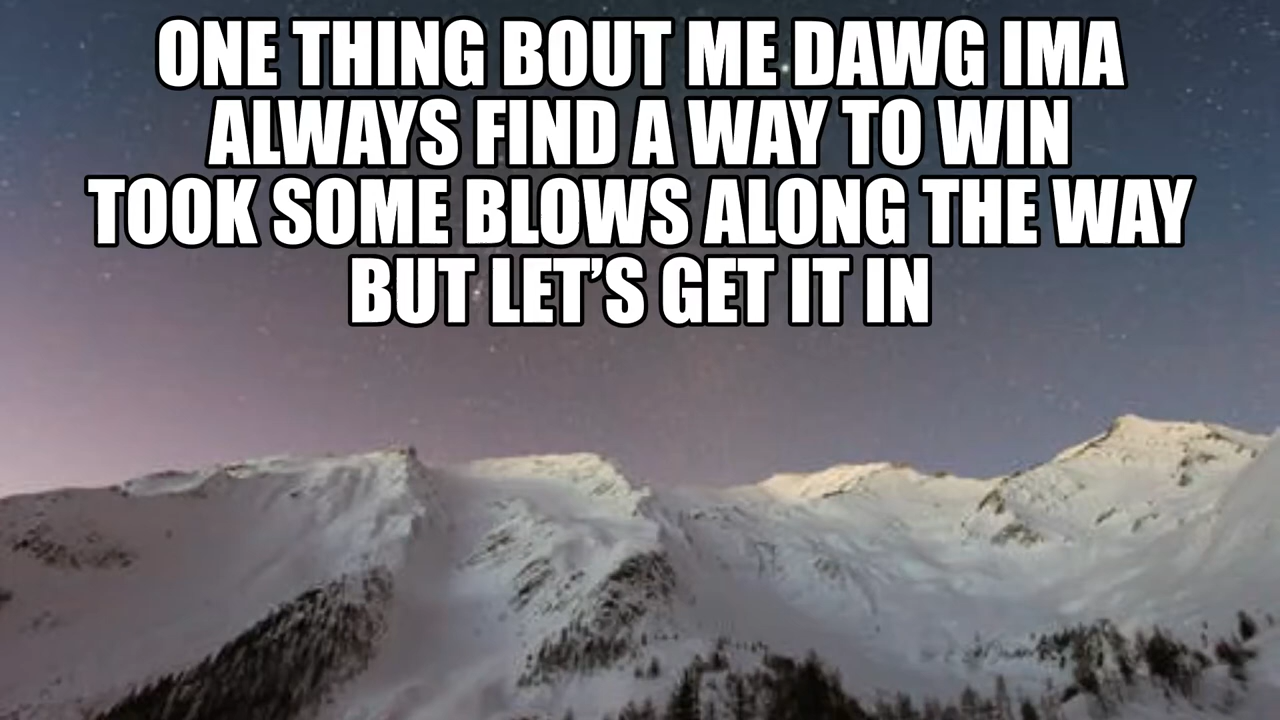 ONE THING BOUT ME DAWG IMA
ALWAYS FIND A WAY TO WIN
TOOK SOME BLOWS ALONG THE WAY
BUT LET’S GET IT IN